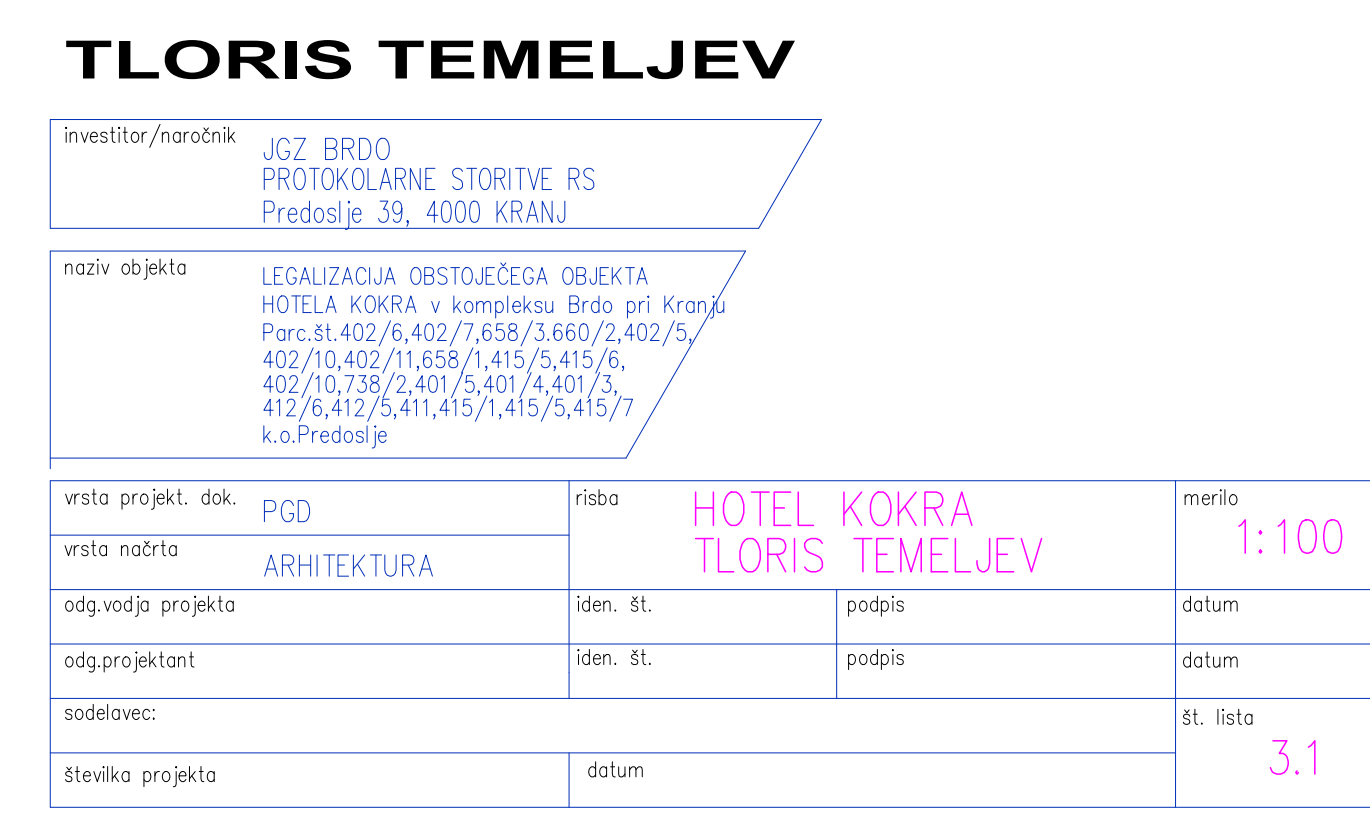 TLORIS TEMELJEV
investitor/naročnik
JGZ BRDO
PROTOKOLARNE STORITVE RS
Predoslje 39, 4000 KRANJ
naziv objekta
LEGALIZACIJA OBSTOJEČEGA OBJEKTA
HOTELA KOKRA v kompleksu Brdo pri Kranju
Parc.št.402/6,402/7,658/3.660/2,402/5,
402/10,402/11,658/1,415/5,415/6,
402/10,738/2,401/5,401/4,401/3,
412/6,412/5,411,415/1,415/5,415/7
k.o.Predoslje
vrsta projekt. dok. PGD
vrsta načrta ARHITEKTURA
risba
HOTEL KOKRA
TLORIS TEMELJEV
merilo
1:100
odg.vodja projekta iden. št. podpis datum
odg.projektant iden. št. podpis datum
sodelavec:
št. lista
3.1
številka projekta datum